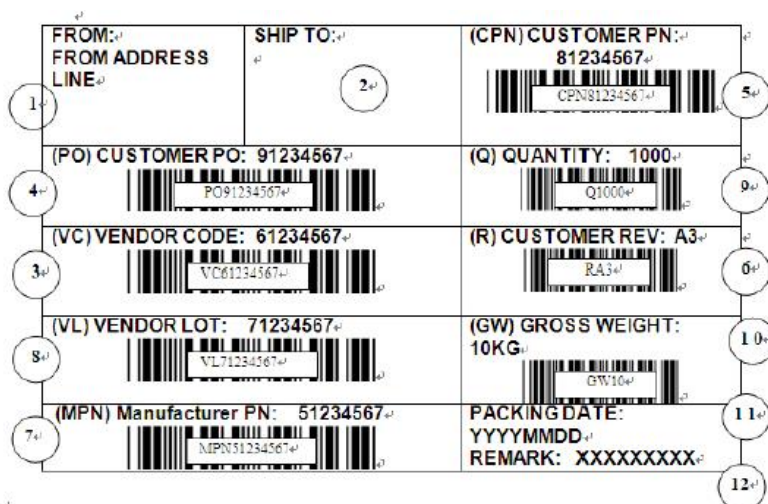 FROM:
FROM ADDRESS
LINE
1
SHIP TO:
2
(CPN) CUSTOMER PN:
81234567
CPN81234567
5
(PO) CUSTOMER PO: 91234567
PO91234567
4
(Q) QUANTITY: 1000
Q1000
9
(VC) VENDOR CODE: 61234567
VC61234567
3
(R) CUSTOMER REV: A3
RA3
6
(VL) VENDOR LOT: 71234567
VL71234567
8
(GW) GROSS WEIGHT:
10KG
GW10
10
(MPN) Manufacturer PN: 51234567
MPN51234567
7
PACKING DATE:
YYYYMMDD
REMARK: XXXXXXXXX
11
12